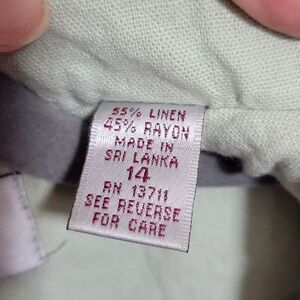 55% LINEN
45% RAYON
MADE IN
SRI LANKA
14
RN 13711
SEE REVERSE
FOR CARE